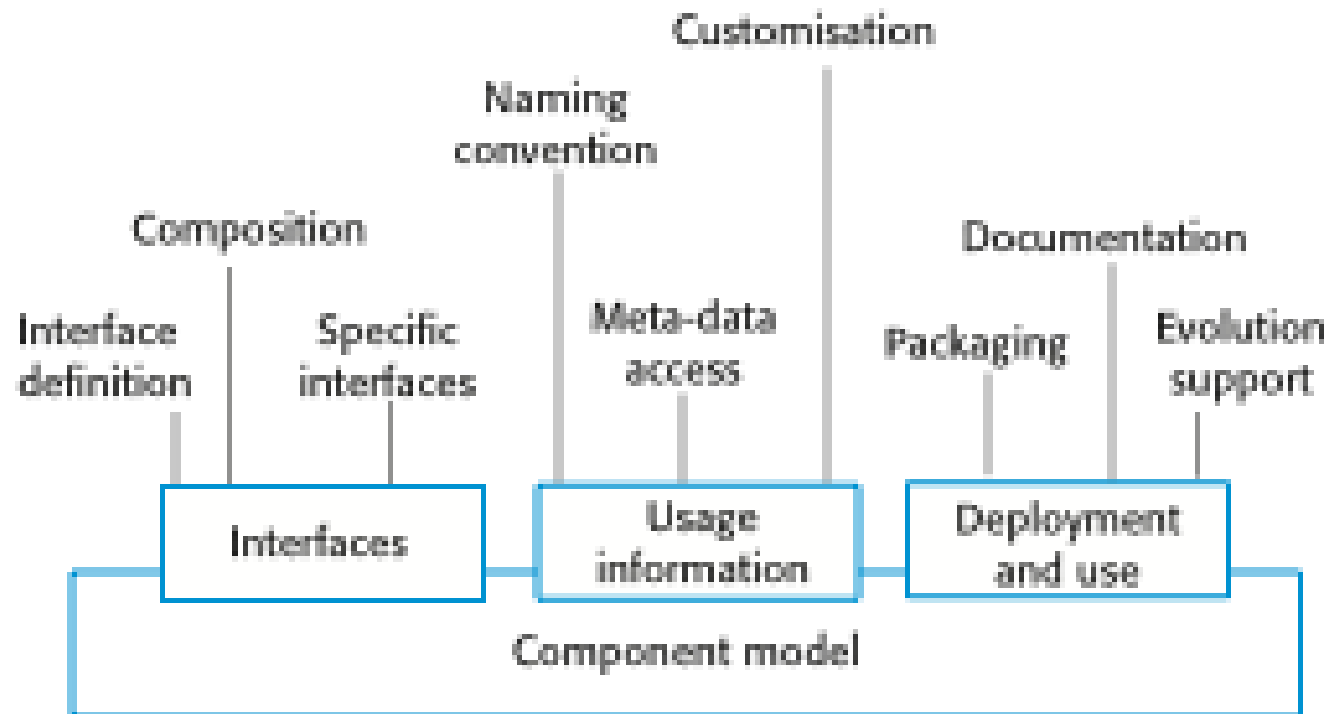 Customisation
Naming
convention
Composition
Documentation
Interface
definition
Specific
interfaces
Meta-data
access
Packaging
Evolution
support
Interfaces
Usage
information
Deployment
and use
Component model